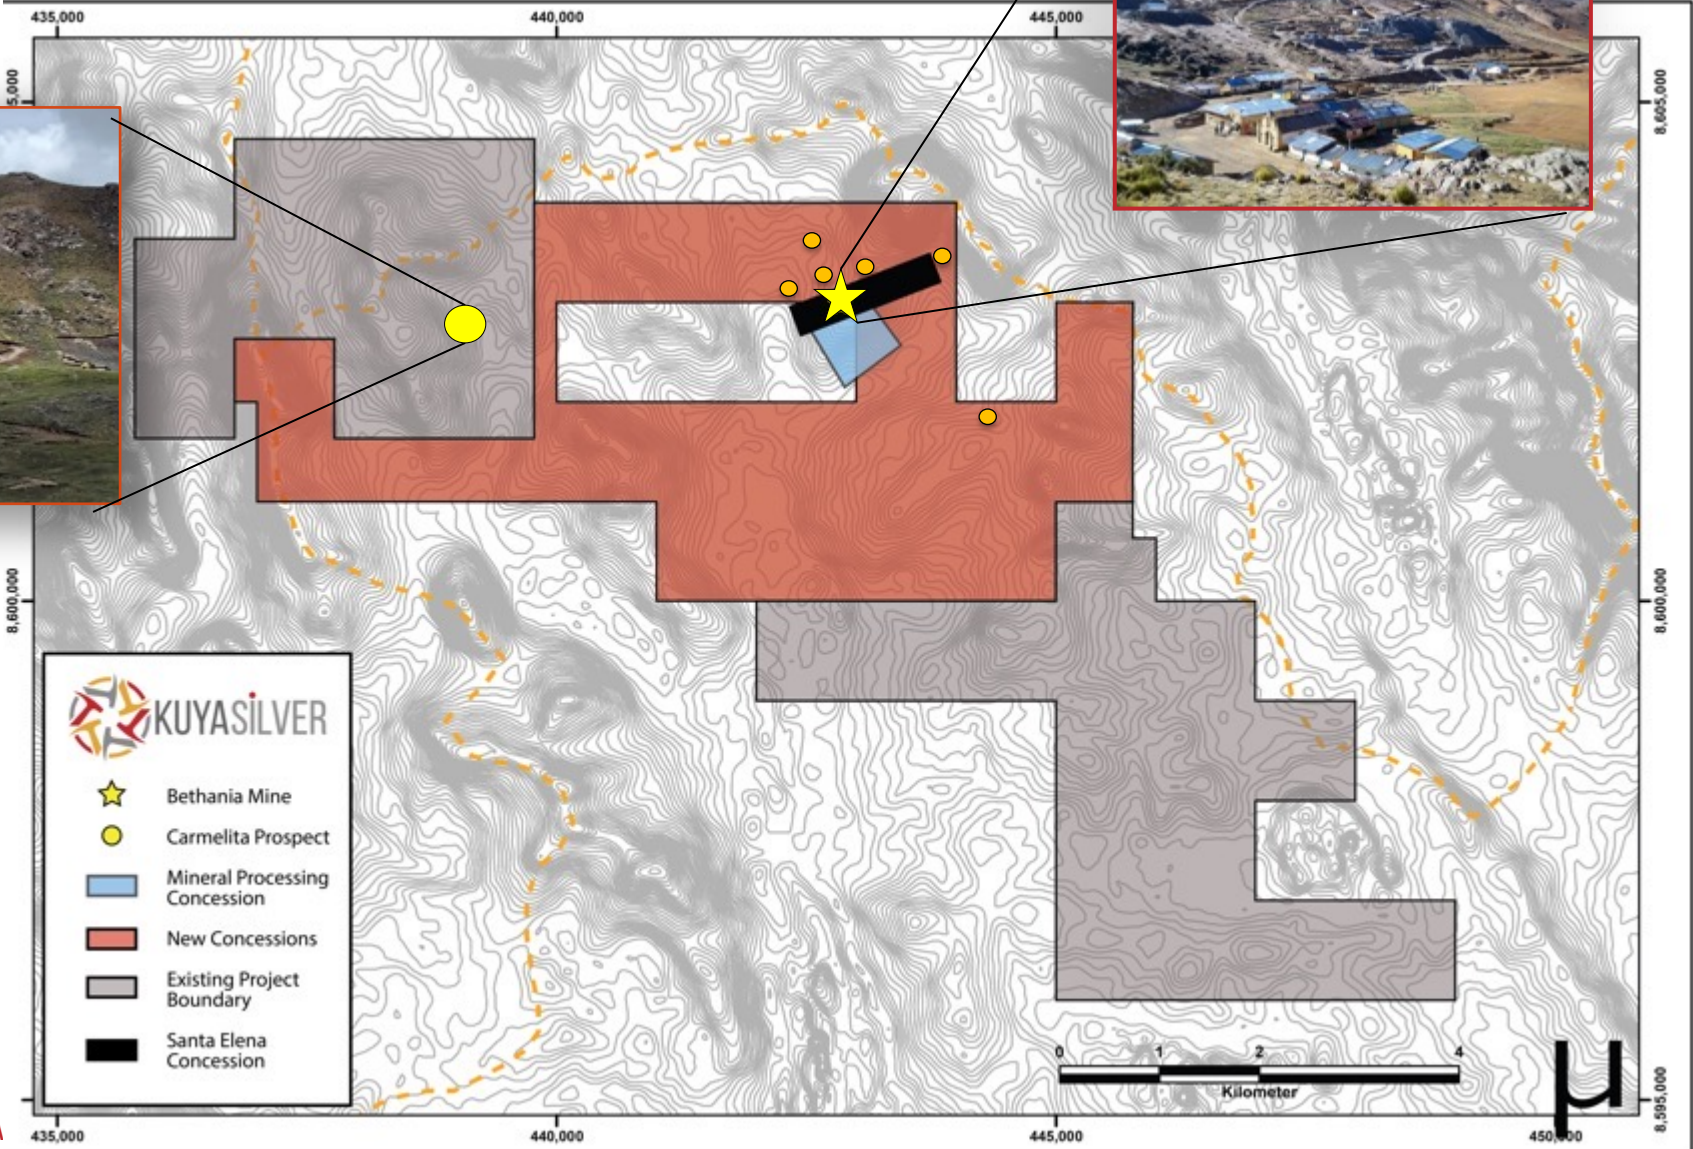 435,000
440,000
445,000
5,000
8,605,000
8,600,000
8,600,000
KUYASILVER
Bethania Mine
Carmelita Prospect
Mineral Processing
Concession
New Concessions
Existing Project
Boundary
Santa Elena
Concession
0 1 2 4
Kilometer
µ
8,595,000
435,000
440,000
445,000